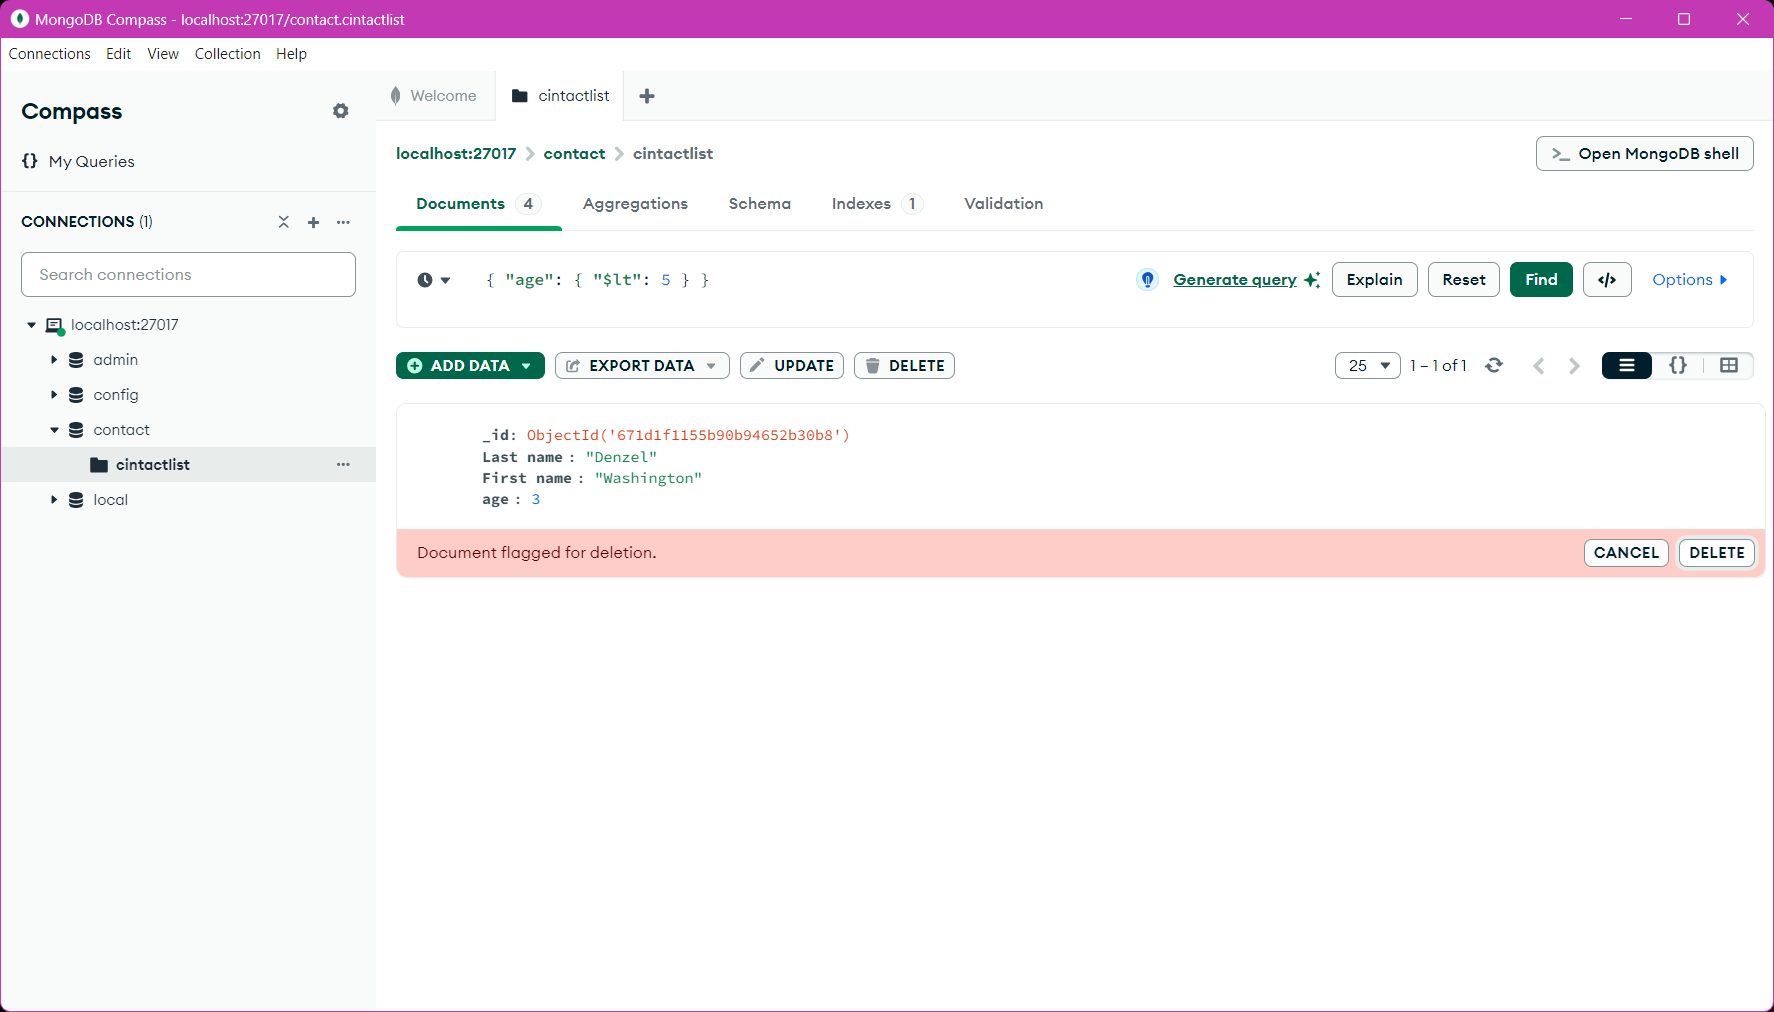 MongoDB Compass - localhost:27017/contact.cintactlist
Connections Edit View Collection Help
Compass
{} My Queries
CONNECTIONS (1)
Search connections
localhost:27017
admin
config
contact
cintactlist
local
Welcome cintactlist
localhost:27017 > contact > cintactlist
>_ Open MongoDB shell
Documents 4 Aggregations Schema Indexes 1 Validation
{ "age": { "$lt": 5 } }
Generate query Explain Reset Find </> Options
ADD DATA EXPORT DATA UPDATE DELETE
25 1 – 1 of 1 {}
_id: ObjectId('671d1f1155b90b94652b30b8')
Last name : "Denzel"
First name : "Washington"
age : 3
Document flagged for deletion. CANCEL DELETE